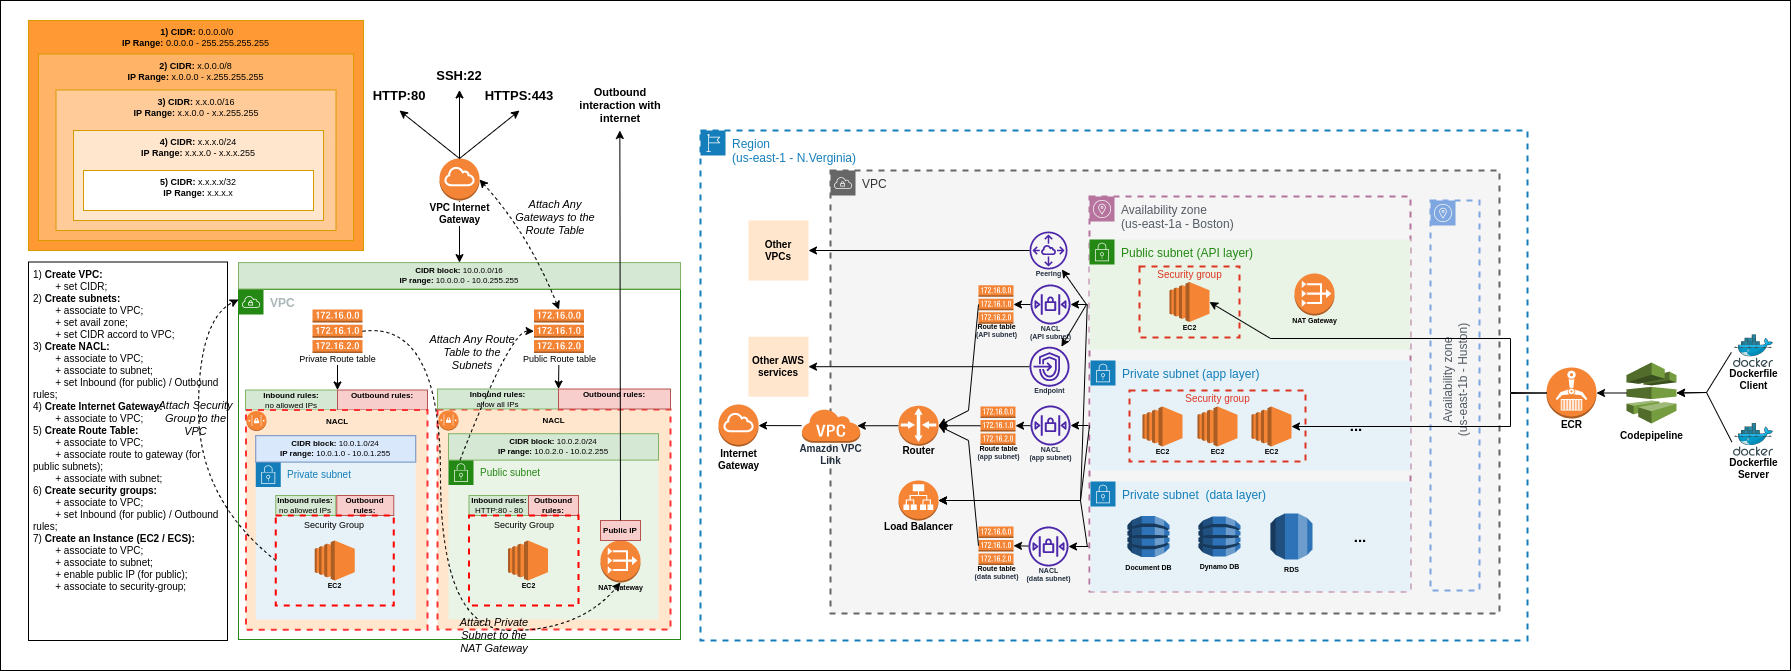 1) CIDR: 0.0.0.0/0
IP Range: 0.0.0.0 - 255.255.255.255
2) CIDR: x.0.0.0/8
IP Range: x.0.0.0 - x.255.255.255
3) CIDR: x.x.0.0/16
IP Range: x.x.0.0 - x.x.255.255
4) CIDR: x.x.x.0/24
IP Range: x.x.x.0 - x.x.x.255
5) CIDR: x.x.x.x/32
IP Range: x.x.x.x
1) Create VPC:
+ set CIDR;
2) Create subnets:
+ associate to VPC;
+ set avail zone;
+ set CIDR accord to VPC;
3) Create NACL:
+ associate to VPC;
+ associate to subnet;
+ set Inbound (for public) / Outbound
rules;
4) Create Internet Gateway:
+ associate to VPC;
5) Create Route Table:
+ associate to VPC;
+ associate route to gateway (for
public subnets);
+ associate with subnet;
6) Create security groups:
+ associate to VPC;
+ set Inbound (for public) / Outbound
rules;
7) Create an Instance (EC2 / ECS):
+ associate to VPC;
+ associate to subnet;
+ enable public IP (for public);
+ associate to security-group;
Attach Security
Group to the
VPC
HTTP:80
SSH:22
HTTPS:443
Outbound
interaction with
internet
VPC Internet
Gateway
Attach Any
Gateways to the
Route Table
CIDR block: 10.0.0.0/16
IP range: 10.0.0.0 - 10.0.255.255
VPC
172.16.0.0
172.16.1.0
172.16.2.0
Private Route table
172.16.0.0
172.16.1.0
172.16.2.0
Public Route table
Attach Any Route
Table to the
Subnets
Inbound rules:
no allowed IPs
Outbound rules:
NACL
CIDR block: 10.0.1.0/24
IP range: 10.0.1.0 - 10.0.1.255
Private subnet
Inbound rules:
no allowed IPs
Outbound
rules:
Security Group
EC2
Inbound rules:
allow all IPs
Outbound rules:
NACL
CIDR block: 10.0.2.0/24
IP range: 10.0.2.0 - 10.0.2.255
Public subnet
Inbound rules:
HTTP:80 - 80
Outbound
rules:
Security Group
EC2
Public IP
NAT Gateway
Attach Private
Subnet to the
NAT Gateway
Region
(us-east-1 - N.Verginia)
VPC
Other
VPCs
Other AWS
services
Internet
Gateway
VPC
Amazon VPC
Link
Router
Load Balancer
Peering
172.16.0.0
172.16.1.0
172.16.2.0
Route table
(API subnet)
NACL
(API subnet)
Endpoint
172.16.0.0
172.16.1.0
172.16.2.0
Route table
(app subnet)
NACL
(app subnet)
172.16.0.0
172.16.1.0
172.16.2.0
Route table
(data subnet)
NACL
(data subnet)
Availability zone
(us-east-1a - Boston)
Public subnet (API layer)
Security group
EC2
NAT Gateway
Private subnet (app layer)
Security group
EC2
EC2
EC2
...
Private subnet (data layer)
Document DB
Dynamo DB
RDS
...
Availability zone
(us-east-1b - Huston)
ECR
Codepipeline
docker
Dockerfile
Client
docker
Dockerfile
Server